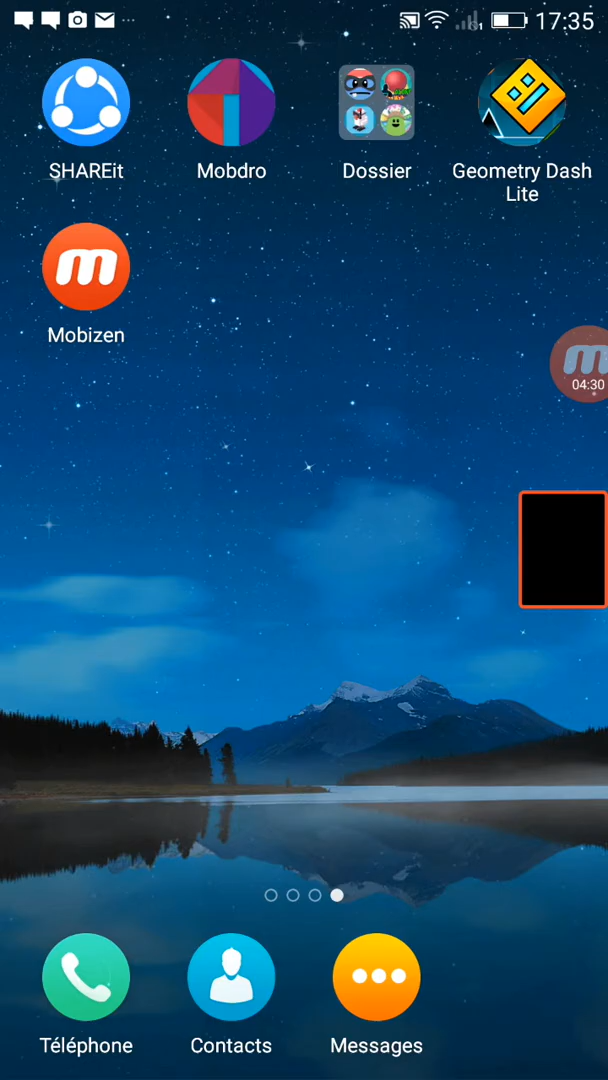 17:35
SHAREit
Mobdro
Dossier
Geometry Dash
Lite
Mobizen
04:30
Téléphone
Contacts
Messages